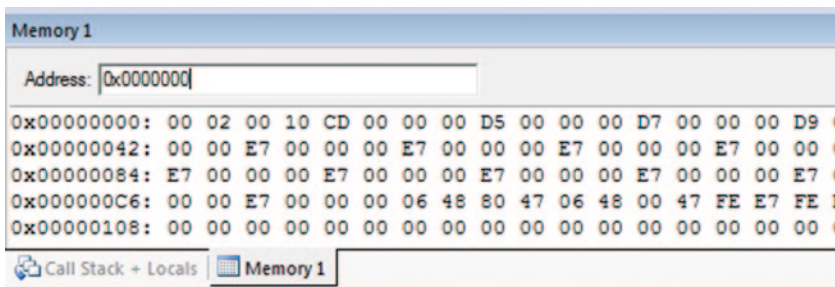 Memory 1
Address: 0x0000000
0x00000000: 00 02 00 10 CD 00 00 00 D5 00 00 00 D7 00 00 00 D9
0x00000042: 00 00 E7 00 00 00 E7 00 00 00 E7 00 00 00 E7 00 00
0x00000084: E7 00 00 00 E7 00 00 00 E7 00 00 00 E7 00 00 00 E7
0x000000C6: 00 00 E7 00 00 00 06 48 80 47 06 48 00 47 FE E7 FE
0x00000108: 00 00 00 00 00 00 00 00 00 00 00 00 00 00 00 00 00
Call Stack + Locals Memory 1